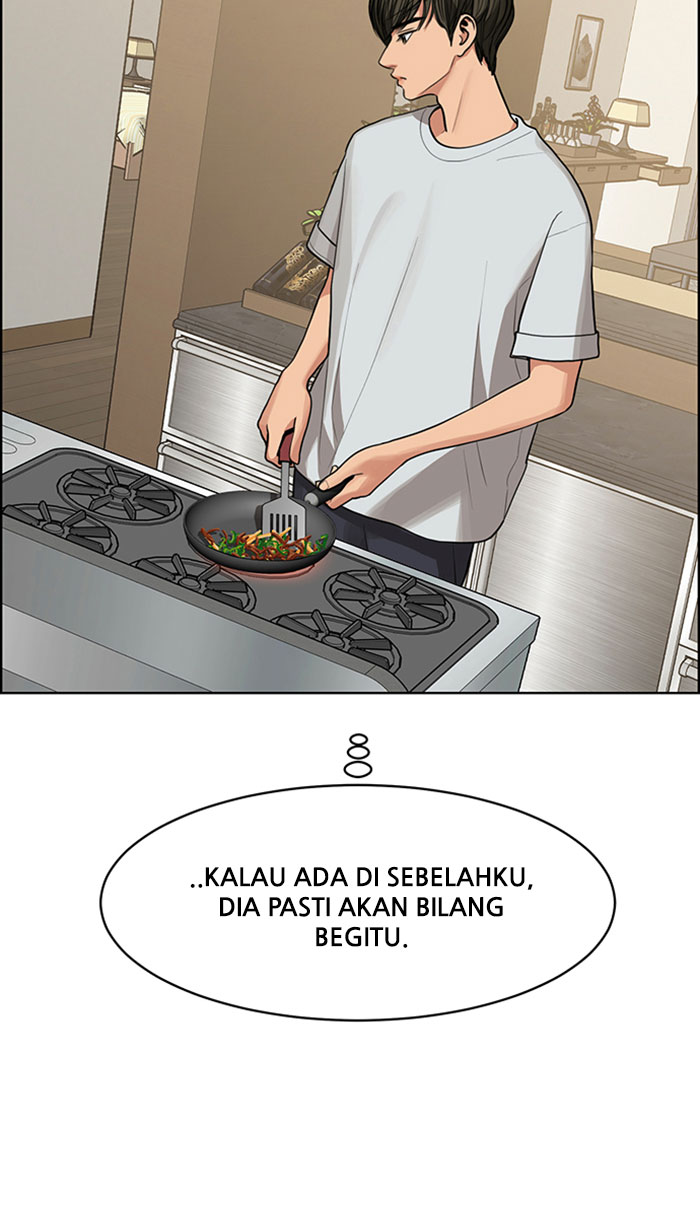 ..KALAU ADA DI SEBELAHKU,
DIA PASTI AKAN BILANG
BEGITU.